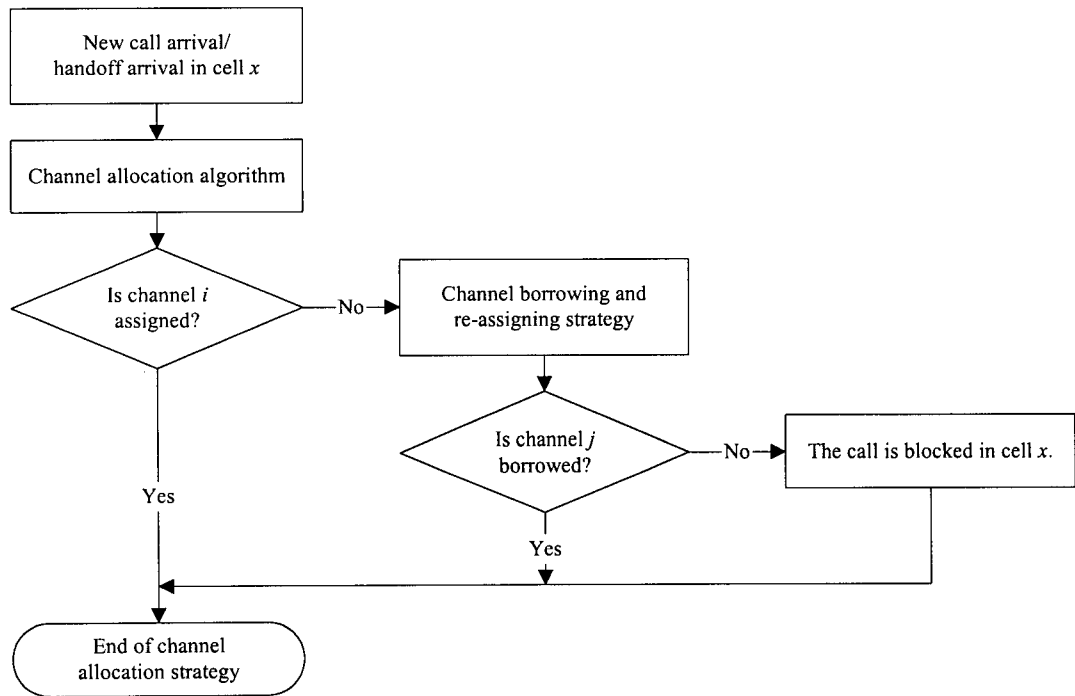 New call arrival/
handoff arrival in cell x
Channel allocation algorithm
Is channel i
assigned?
No
Channel borrowing and
re-assigning strategy
Is channel j
borrowed?
No
The call is blocked in cell x.
Yes
Yes
End of channel
allocation strategy